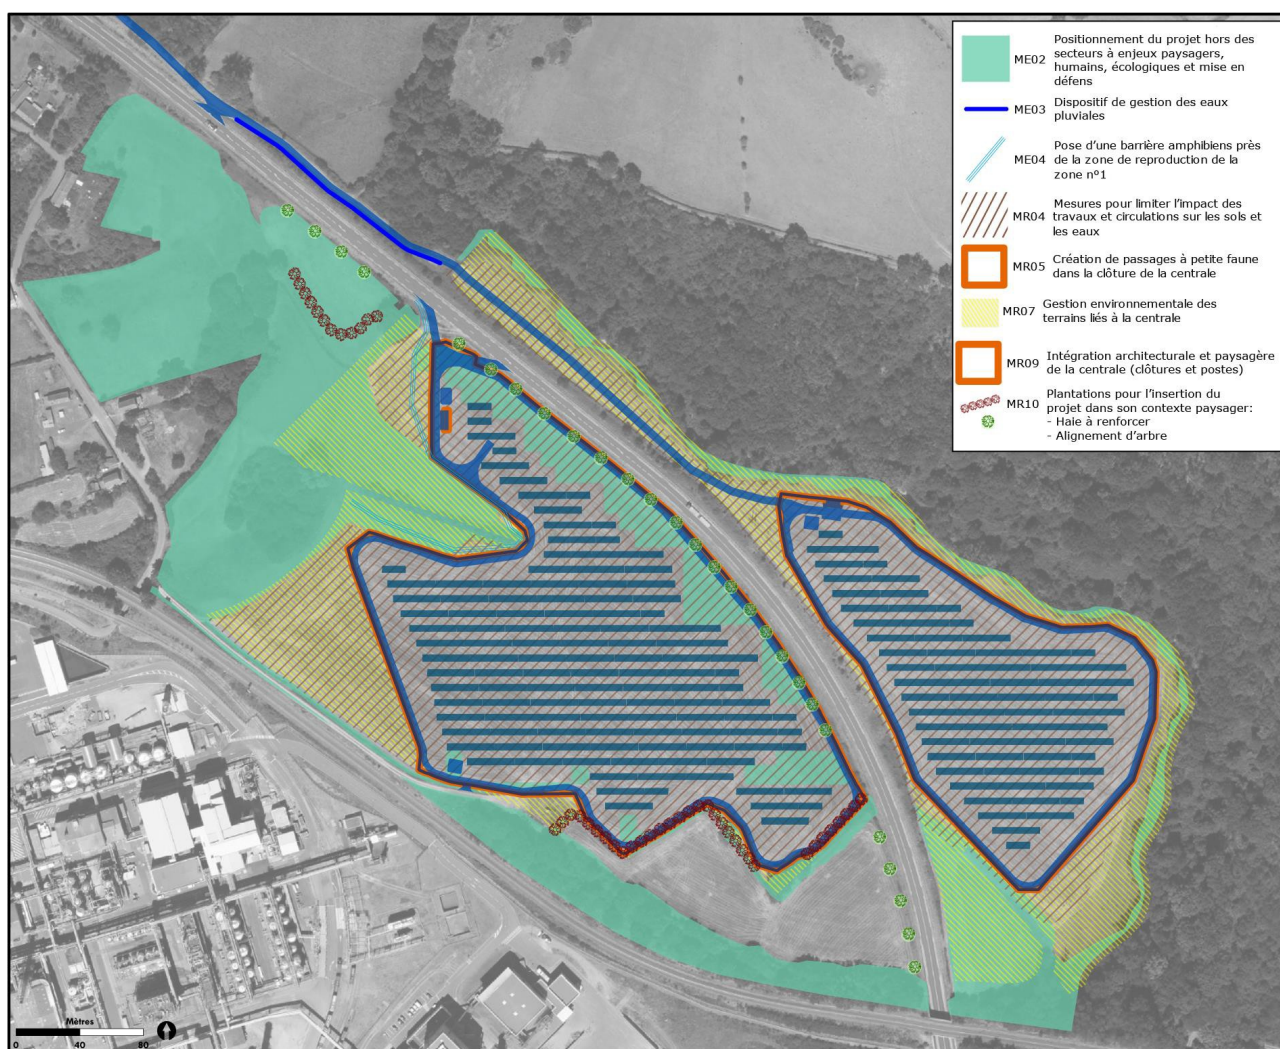 ME02
Positionnement du projet hors des
secteurs à enjeux paysagers,
humains, écologiques et mise en
défens
ME03
Dispositif de gestion des eaux
pluviales
ME04
Pose d'une barrière amphibiens près
de la zone de reproduction de la
zone nº1
MR04
Mesures pour limiter l'impact des
travaux et circulations sur les sols et
les eaux
MR05
Création de passages à petite faune
dans la clôture de la centrale
MR07
Gestion environnementale des
terrains liés à la centrale
MR09
Intégration architecturale et paysagère
de la centrale (clôtures et postes)
MR10
Plantations pour l'insertion du
projet dans son contexte paysager:
- Haie à renforcer
- Alignement d'arbre
Mètres
0 40 80